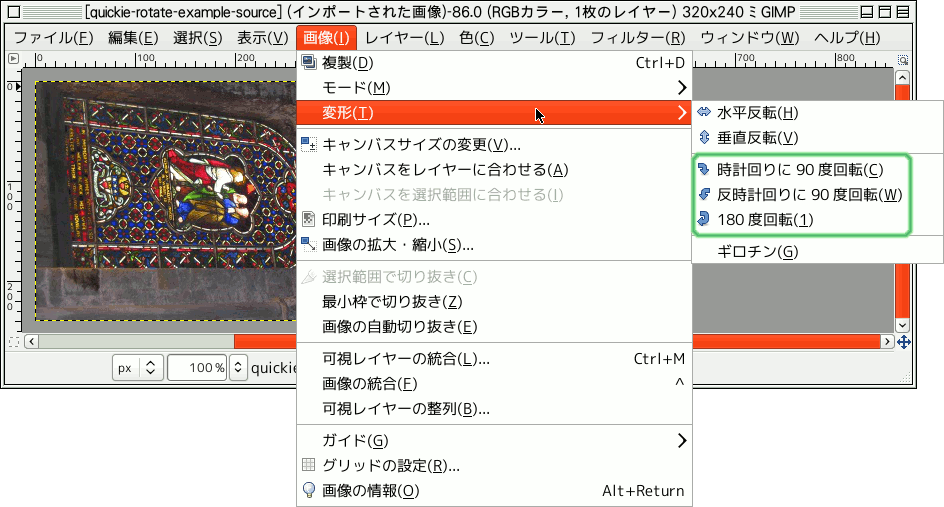 [quickie-rotate-example-source] (インポートされた画像)-86.0 (RGBカラー, 1枚のレイヤー) 320x240 ミ GIMP
ファイル(F) 編集(E) 選択(S) 表示(V) 画像(I) レイヤー(L) 色(C) ツール(T) フィルター(R) ウィンドウ(W) ヘルプ(H)
0 100 200 700 800
0
100
200
複製(D) Ctrl+D
モード(M)
変形(T)
キャンバスサイズの変更(V)...
キャンバスをレイヤーに合わせる(A)
キャンバスを選択範囲に合わせる(I)
印刷サイズ(P)...
画像の拡大・縮小(S)...
選択範囲で切り抜き(C)
最小枠で切り抜き(Z)
画像の自動切り抜き(E)
可視レイヤーの統合(L)... Ctrl+M
画像の統合(F) ^
可視レイヤーの整列(B)...
ガイド(G)
グリッドの設定(R)...
画像の情報(O) Alt+Return
水平反転(H)
垂直反転(V)
時計回りに 90 度回転(C)
反時計回りに 90 度回転(W)
180 度回転(1)
ギロチン(G)
px 100 % quickie